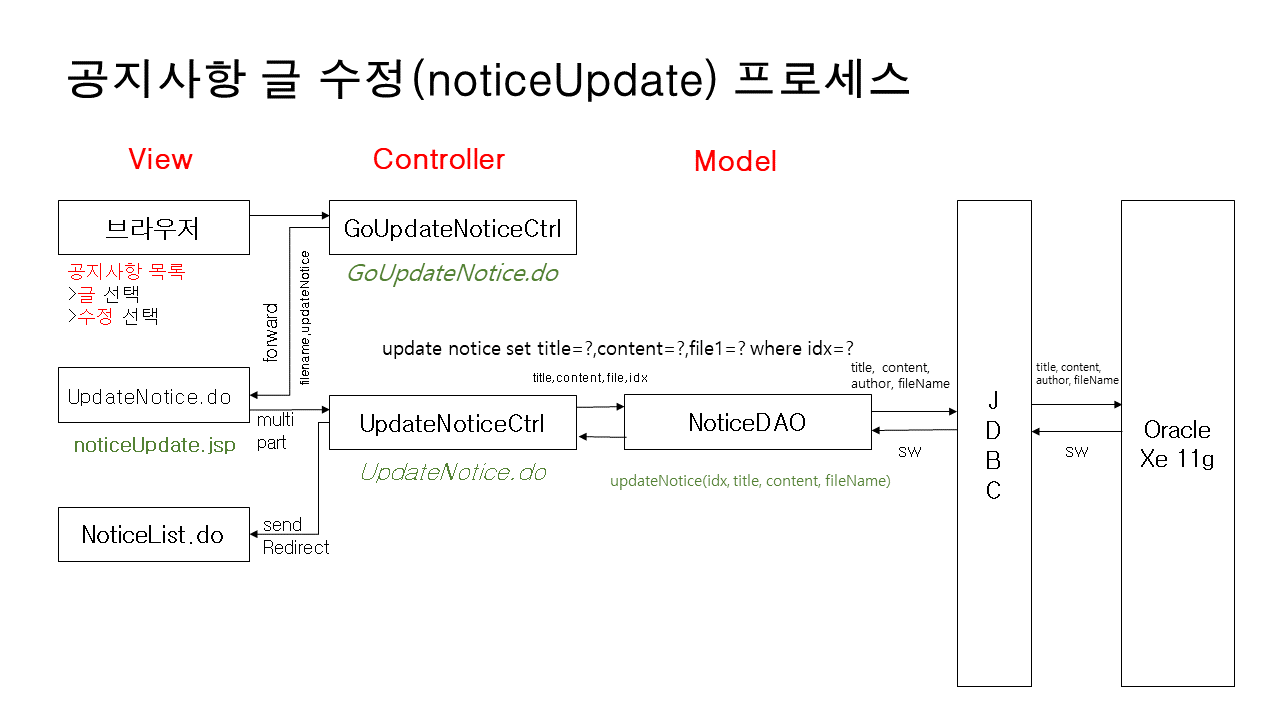 공지사항 글 수정(noticeUpdate) 프로세스
View
Controller
Model
브라우저
GoUpdateNoticeCtrl
공지사항 목록
>글 선택
>수정 선택
GoUpdateNotice.do
forward
filename,updateNotice
update notice set title=?,content=?,file1=? where idx=?
title,content,file,idx
title, content,
author, fileName
title, content,
author, fileName
UpdateNotice.do
noticeUpdate.jsp
multi
part
UpdateNoticeCtrl
UpdateNotice.do
NoticeDAO
updateNotice(idx, title, content, fileName)
sw
J
D
B
C
sw
Oracle
Xe 11g
NoticeList.do
send
Redirect